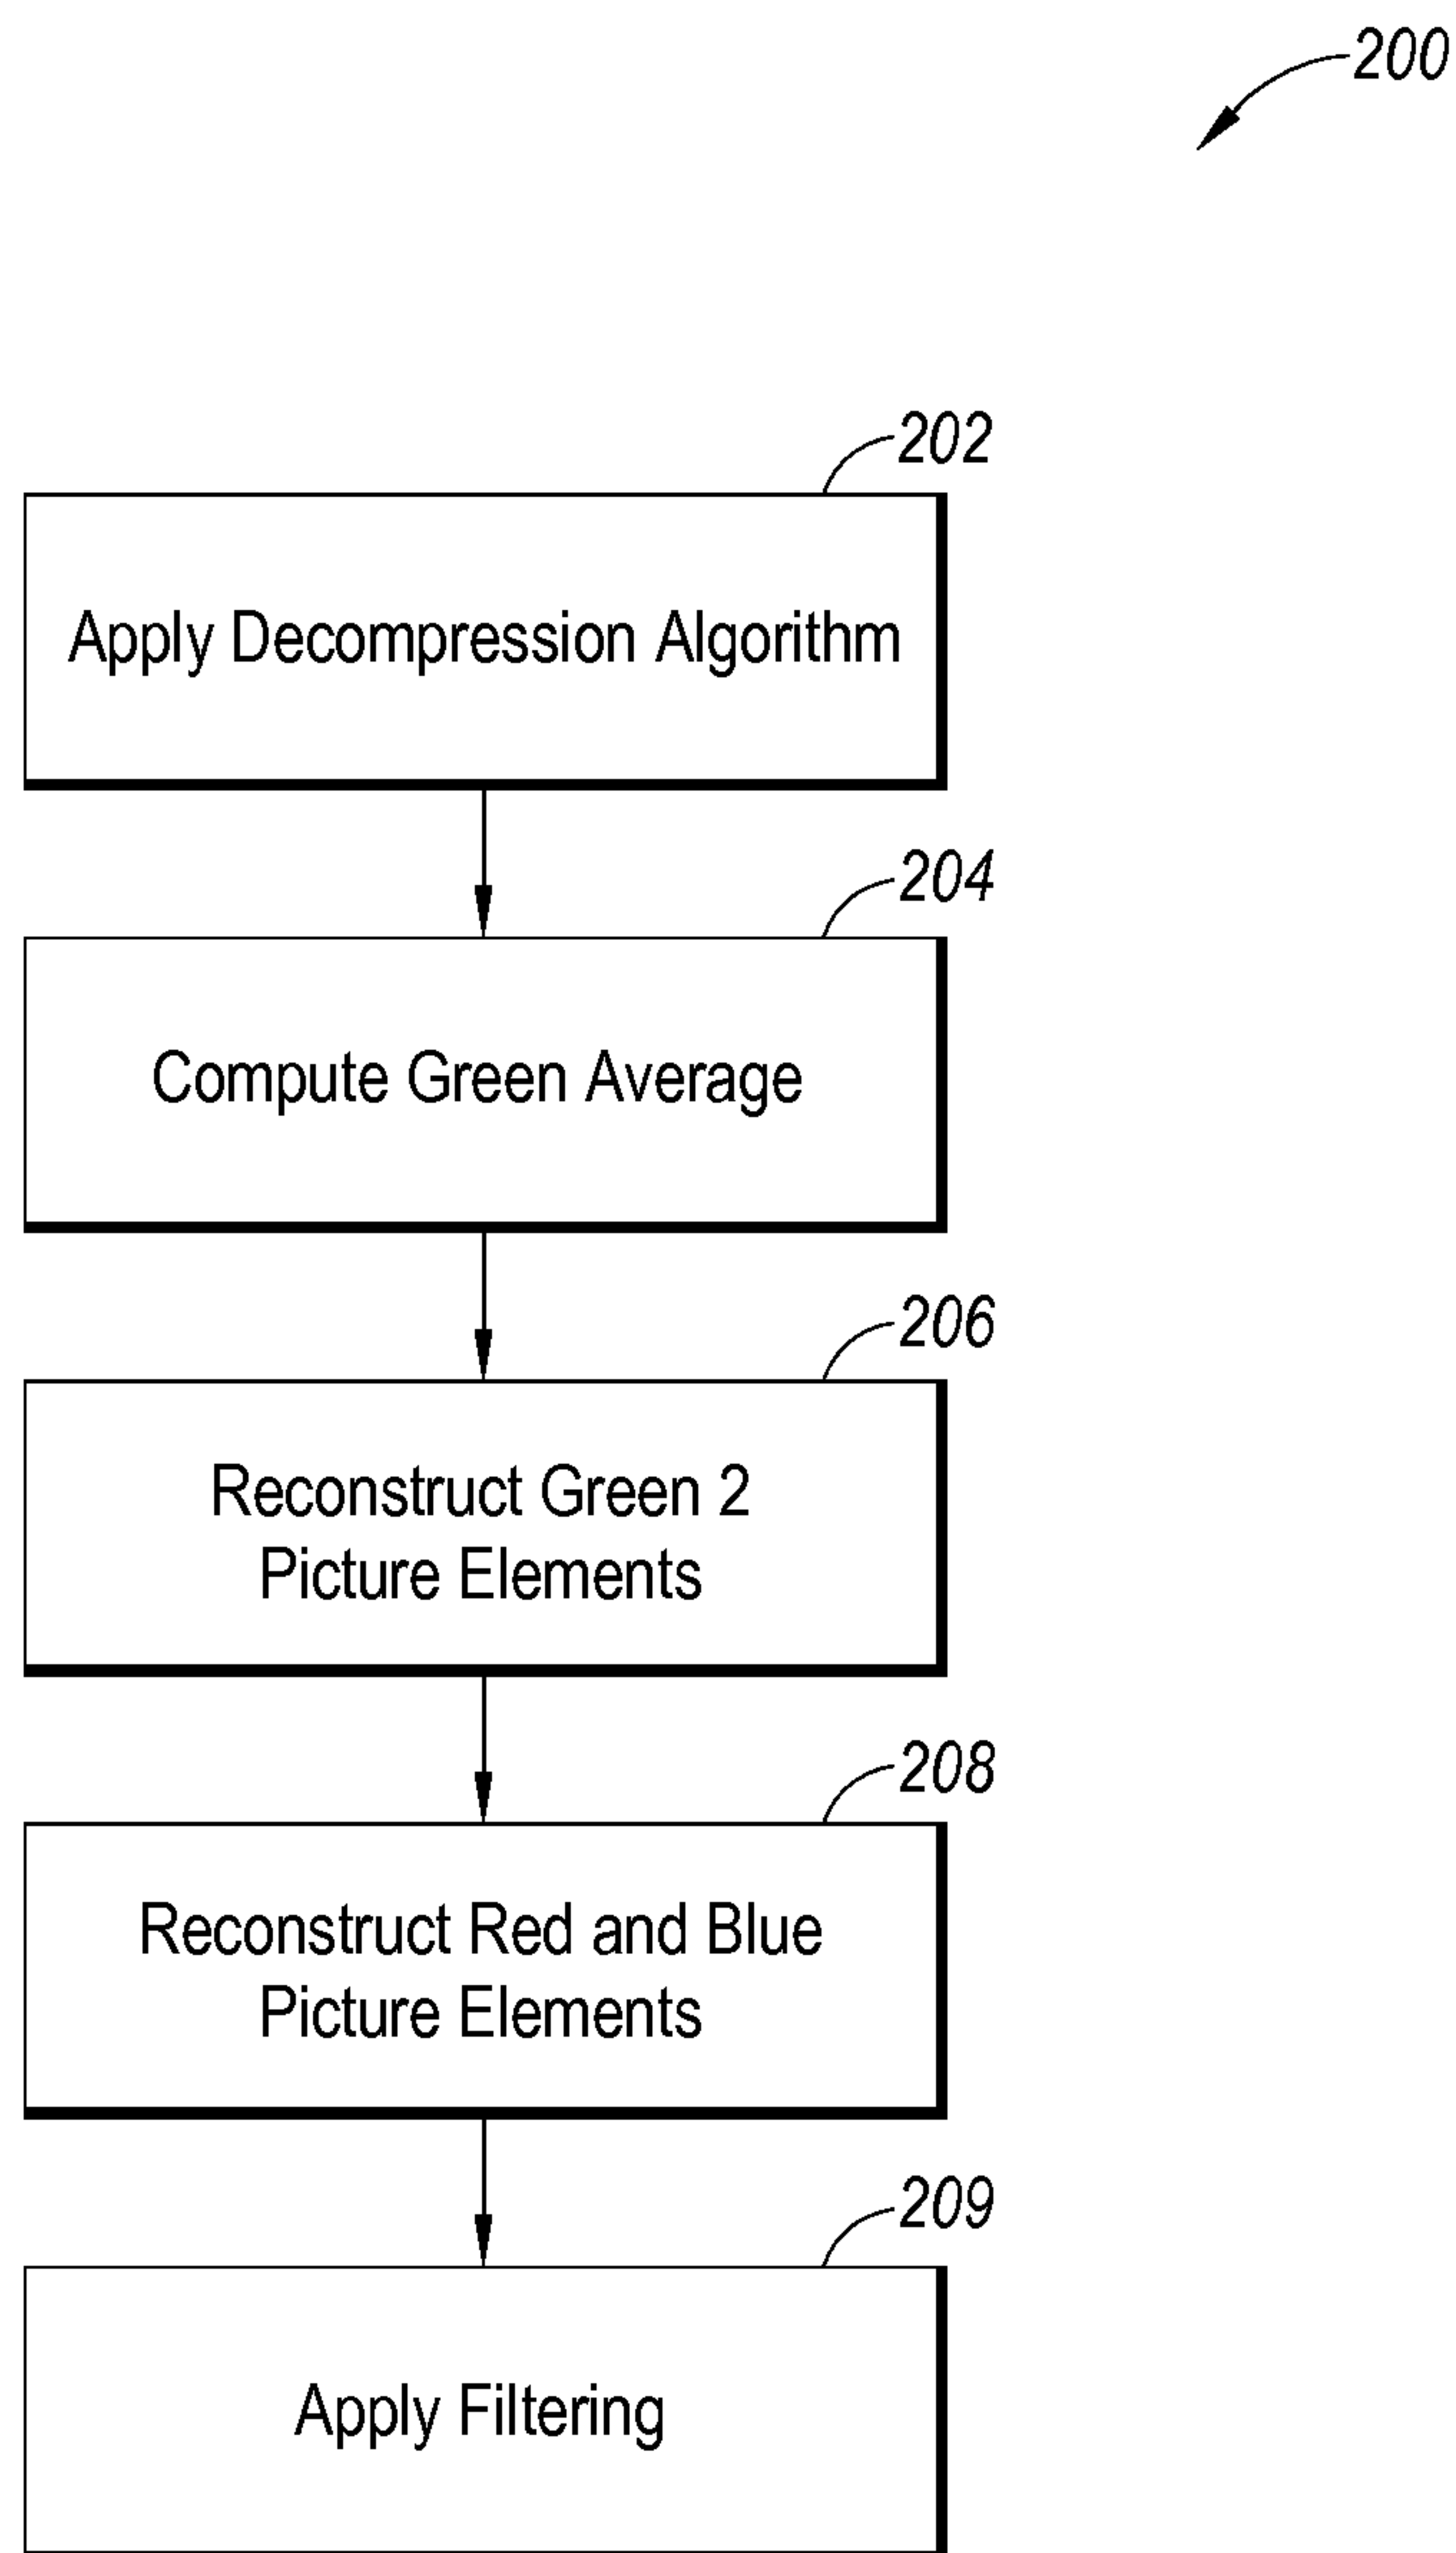 200
202
Apply Decompression Algorithm
204
Compute Green Average
206
Reconstruct Green 2
Picture Elements
208
Reconstruct Red and Blue
Picture Elements
209
Apply Filtering